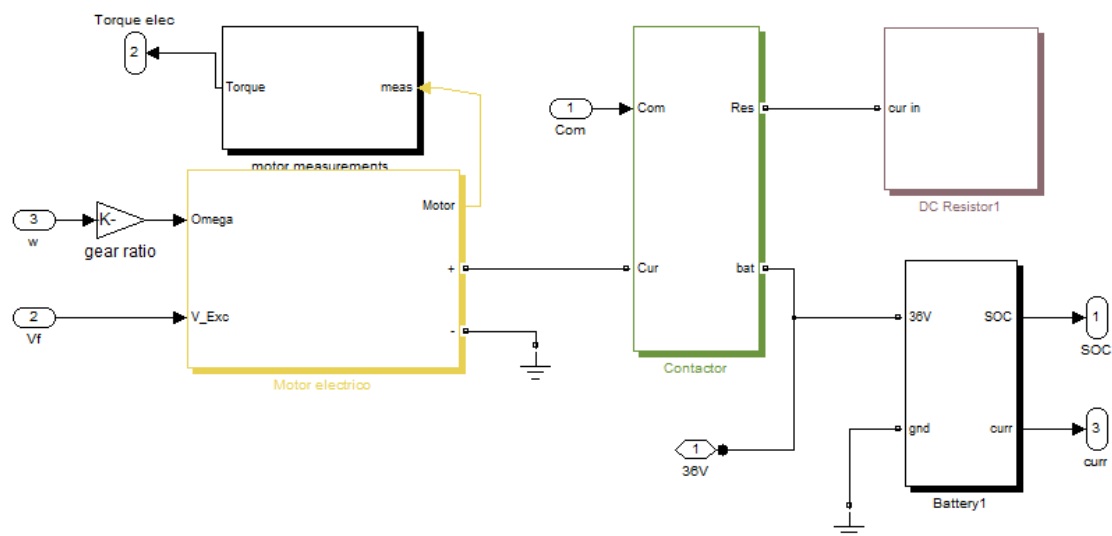 Torque elec
2
Torque
meas
motor measurements
1
Com
Com
Res
cur in
DC Resistor1
3
w
K-
gear ratio
Omega
Motor
+
Cur
bat
2
Vf
V_Exc
-
Motor electrico
Contactor
36V
SOC
1
SOC
1
36V
gnd
curr
3
curr
Battery1